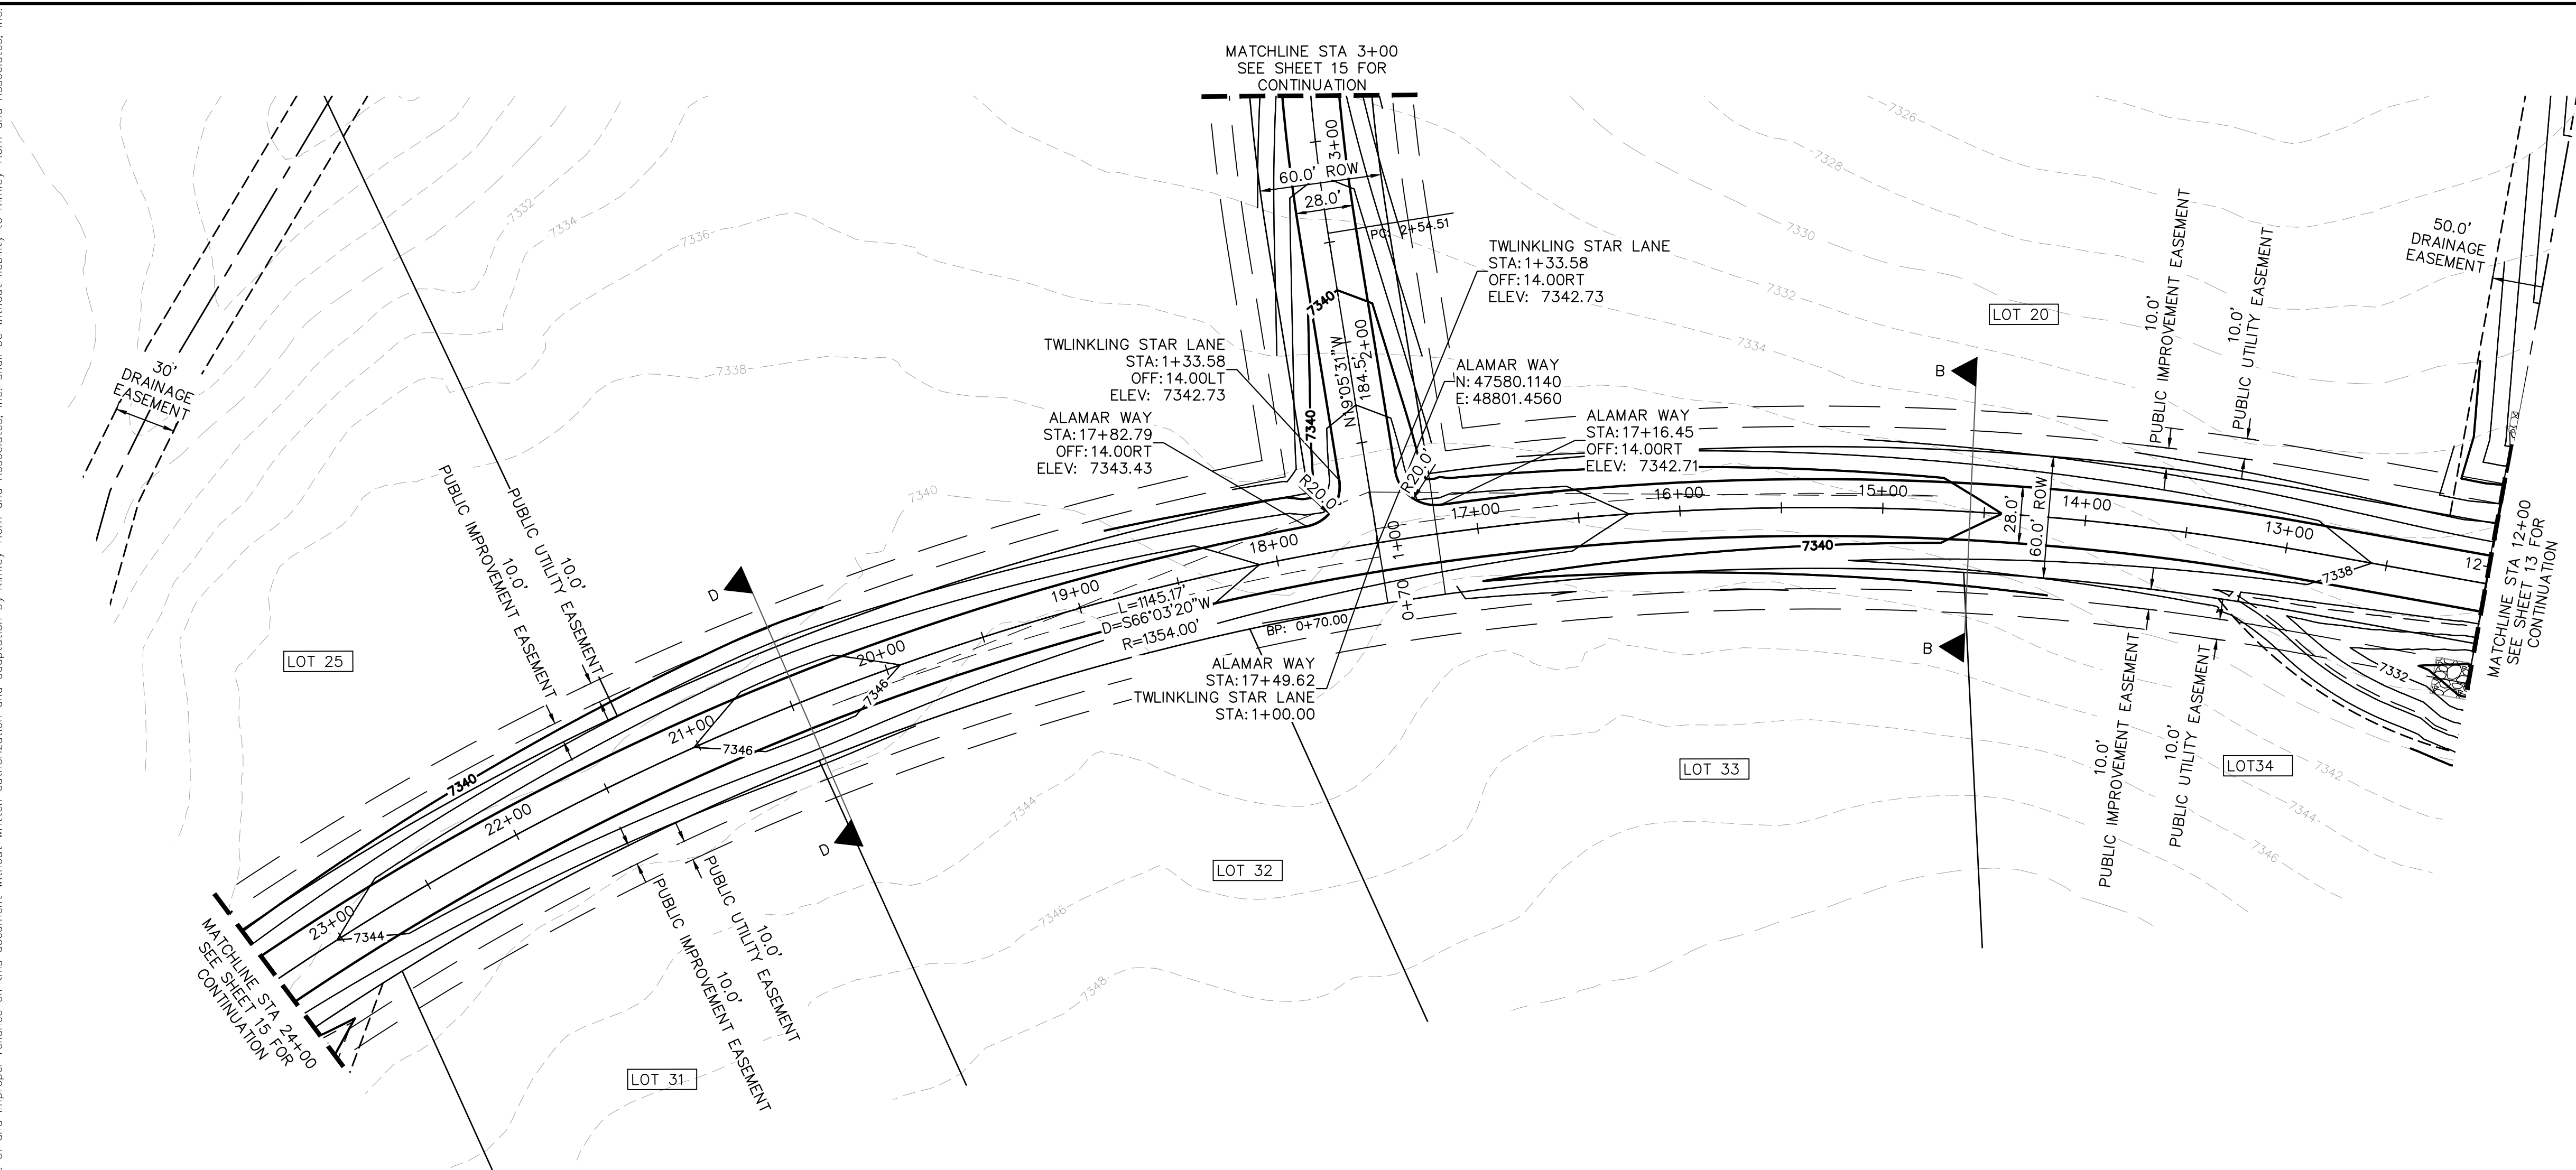 MATCHLINE STA 3+00
SEE SHEET 15 FOR
CONTINUATION
3+00
60.0' ROW
28.0'
PC: 2+54.51
7340
2+00
N19°05'31"W
184.5'
7340
TWLINKLING STAR LANE
STA:1+33.58
OFF:14.00RT
ELEV: 7342.73
TWLINKLING STAR LANE
STA:1+33.58
OFF:14.00LT
ELEV: 7342.73
ALAMAR WAY
STA:17+82.79
OFF:14.00RT
ELEV: 7343.43
ALAMAR WAY
N: 47580.1140
E: 48801.4560
ALAMAR WAY
STA:17+16.45
OFF:14.00RT
ELEV: 7342.71
R20.0'
R20.0'
7326
7328
7330
7332
7334
LOT 20
B
10.0'
PUBLIC IMPROVEMENT EASEMENT
10.0'
PUBLIC UTILITY EASEMENT
50.0'
DRAINAGE
EASEMENT
7332
7334
7336
7338
7340
30'
DRAINAGE
EASEMENT
10.0'
PUBLIC UTILITY EASEMENT
10.0'
PUBLIC IMPROVEMENT EASEMENT
LOT 25
D
12
13+00
14+00
15+00
16+00
17+00
18+00
19+00
20+00
21+00
22+00
23+00
28.0'
60.0' ROW
7340
7338
1+00
0+70
BP: 0+70.00
L=1145.17'
D=S66°03'20"W
R=1354.00'
7346
7346
7340
7344
ALAMAR WAY
STA:17+49.62
TWLINKLING STAR LANE
STA:1+00.00
MATCHLINE STA 12+00
SEE SHEET 13 FOR
CONTINUATION
7332
B
10.0'
PUBLIC IMPROVEMENT EASEMENT
10.0'
PUBLIC UTILITY EASEMENT
LOT34
LOT 33
LOT 32
LOT 31
7342
7344
7346
7344
7346
7348
D
10.0'
PUBLIC UTILITY EASEMENT
10.0'
PUBLIC IMPROVEMENT EASEMENT
MATCHLINE STA 24+00
SEE SHEET 15 FOR
CONTINUATION